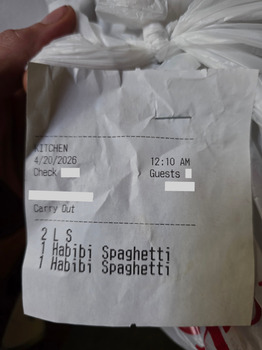 KITCHEN
4/20/2026 12:10 AM
Check Guests
Carry Out
2 L S
1 Habibi Spaghetti
1 Habibi Spaghetti